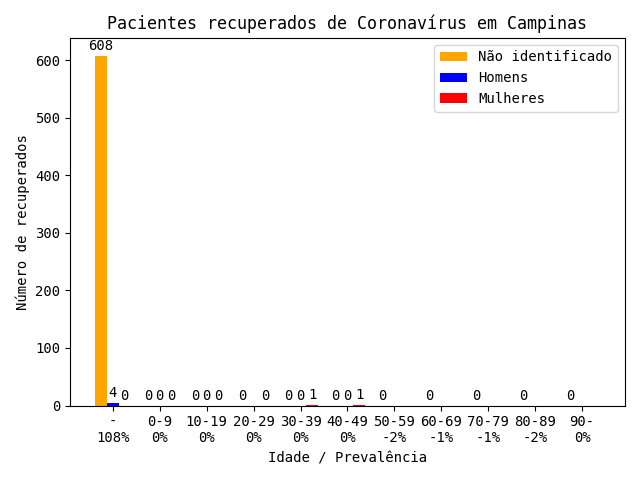 Pacientes recuperados de Coronavírus em Campinas
608
Não identificado
Homens
Mulheres
Número de recuperados
600
500
400
300
200
100
0
4 0 0 0 0 0 0 0 0 0 0 0 1 0 0 1 0 0 0 0 0
- 0-9 10-19 20-29 30-39 40-49 50-59 60-69 70-79 80-89 90-
108% 0% 0% 0% 0% 0% -2% -1% -1% -2% 0%
Idade / Prevalência